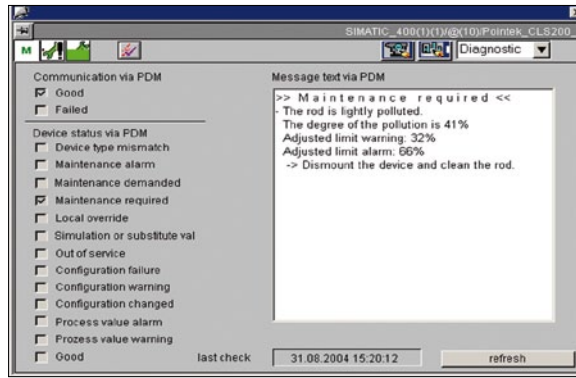 SIMATIC_400(1)(1)/@(10)/Pointek_CLS200_
M
Diagnostic
Communication via PDM
Good
Failed
Device status via PDM
Device type mismatch
Maintenance alarm
Maintenance demanded
Maintenance required
Local override
Simulation or substitute val
Out of service
Configuration failure
Configuration warning
Configuration changed
Process value alarm
Prozess value warning
Good
Message text via PDM
>> Maintenance required <<
- The rod is lightly polluted.
The degree of the pollution is 41%
Adjusted limit warning: 32%
Adjusted limit alarm: 66%
-> Dismount the device and clean the rod.
last check
31.08.2004 15:20:12
refresh